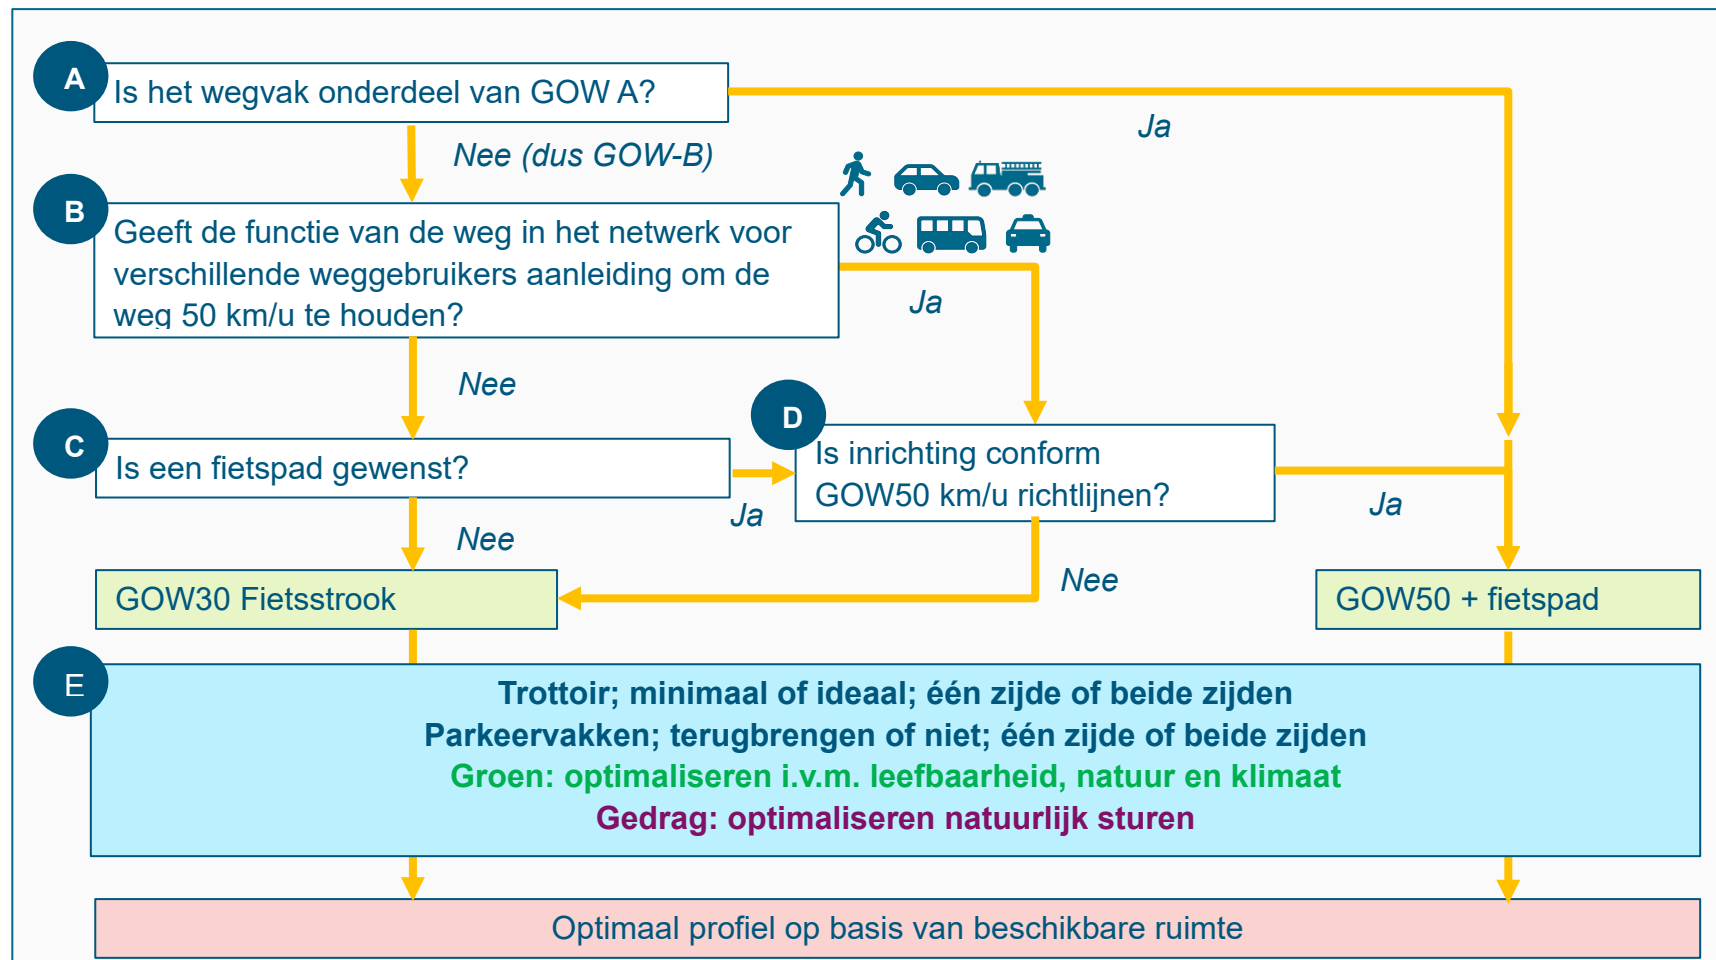 A
Is het wegvak onderdeel van GOW A?
Ja
Nee (dus GOW-B)
B
Geeft de functie van de weg in het netwerk voor
verschillende weggebruikers aanleiding om de
weg 50 km/u te houden?
Ja
Nee
C
Is een fietspad gewenst?
Ja
D
Is inrichting conform
GOW50 km/u richtlijnen?
Ja
Nee
Nee
GOW30 Fietsstrook
GOW50 + fietspad
E
Trottoir; minimaal of ideaal; één zijde of beide zijden
Parkeervakken; terugbrengen of niet; één zijde of beide zijden
Groen: optimaliseren i.v.m. leefbaarheid, natuur en klimaat
Gedrag: optimaliseren natuurlijk sturen
Optimaal profiel op basis van beschikbare ruimte